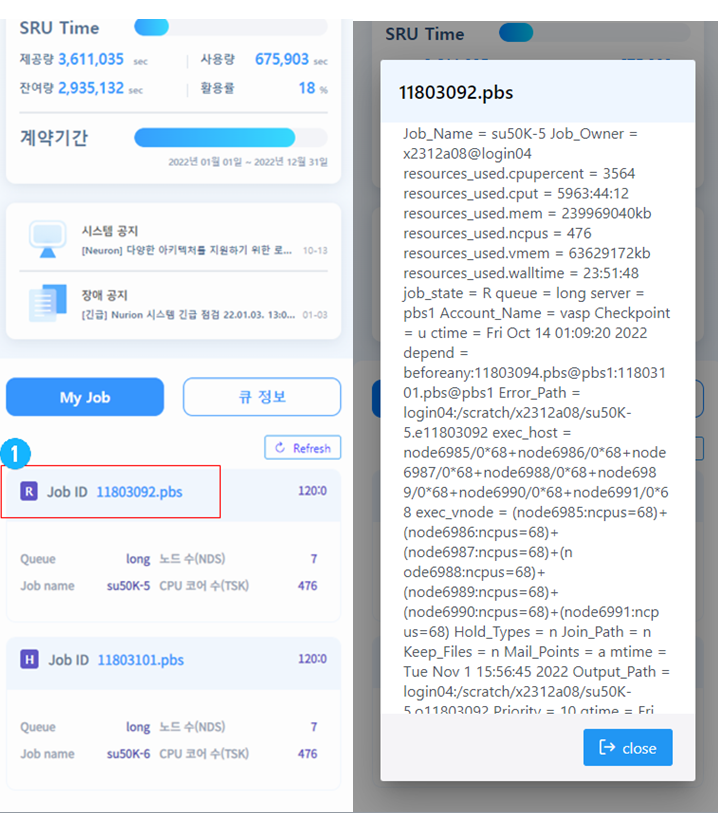 SRU Time
제공량 3,611,035 sec 사용량 675,903 sec
잔여량 2,935,132 sec 활용률 18 %
계약기간
2022년 01월 01일 ~ 2022년 12월 31일
시스템 공지
[Neuron] 다양한 아키텍처를 지원하기 위한 로... 10-13
장애 공지
[긴급] Nurion 시스템 긴급 점검 22.01.03. 13:0... 01-03
My Job 큐 정보
Refresh
1
R Job ID 11803092.pbs 120:0
Queue long 노드 수(NDS) 7
Job name su50K-5 CPU 코어 수(TSK) 476
H Job ID 11803101.pbs 120:0
Queue long 노드 수(NDS) 7
Job name su50K-6 CPU 코어 수(TSK) 476
SRU Time
11803092.pbs
Job_Name = su50K-5 Job_Owner =
x2312a08@login04
resources_used.cpupercent = 3564
resources_used.cput = 5963:44:12
resources_used.mem = 239969040kb
resources_used.ncpus = 476
resources_used.vmem = 63629172kb
resources_used.walltime = 23:51:48
job_state = R queue = long server =
pbs1 Account_Name = vasp Checkpoint
= u ctime = Fri Oct 14 01:09:20 2022
depend =
beforeany:11803094.pbs@pbs1:118031
01.pbs@pbs1 Error_Path =
login04:/scratch/x2312a08/su50K-
5.e11803092 exec_host =
node6985/0*68+node6986/0*68+node
6987/0*68+node6988/0*68+node698
9/0*68+node6990/0*68+node6991/0*6
8 exec_vnode = (node6985:ncpus=68)+
(node6986:ncpus=68)+
(node6987:ncpus=68)+(n
ode6988:ncpus=68)+
(node6989:ncpus=68)+
(node6990:ncpus=68)+(node6991:ncp
us=68) Hold_Types = n Join_Path = n
Keep_Files = n Mail_Points = a mtime =
Tue Nov 1 15:56:45 2022 Output_Path =
login04:/scratch/x2312a08/su50K-
5.o11803092 Priority = 10 qtime = Fri
close